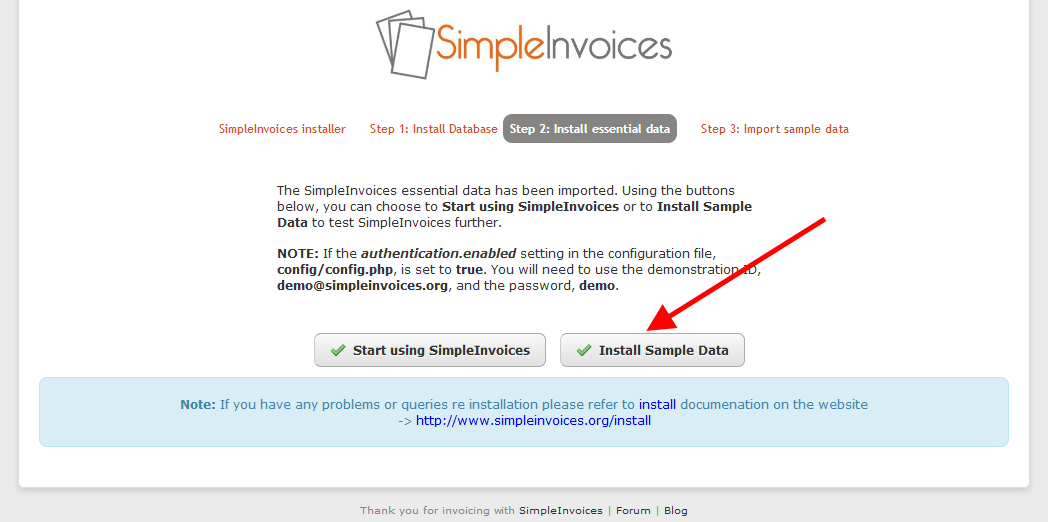 SimpleInvoices
SimpleInvoices installer Step 1: Install Database Step 2: Install essential data Step 3: Import sample data
The SimpleInvoices essential data has been imported. Using the buttons
below, you can choose to Start using SimpleInvoices or to Install Sample
Data to test SimpleInvoices further.
NOTE: If the authentication.enabled setting in the configuration file,
config/config.php, is set to true. You will need to use the demonstration ID,
demo@simpleinvoices.org, and the password, demo.
Start using SimpleInvoices Install Sample Data
Note: If you have any problems or queries re installation please refer to install documenation on the website
-> http://www.simpleinvoices.org/install
Thank you for invoicing with SimpleInvoices | Forum | Blog